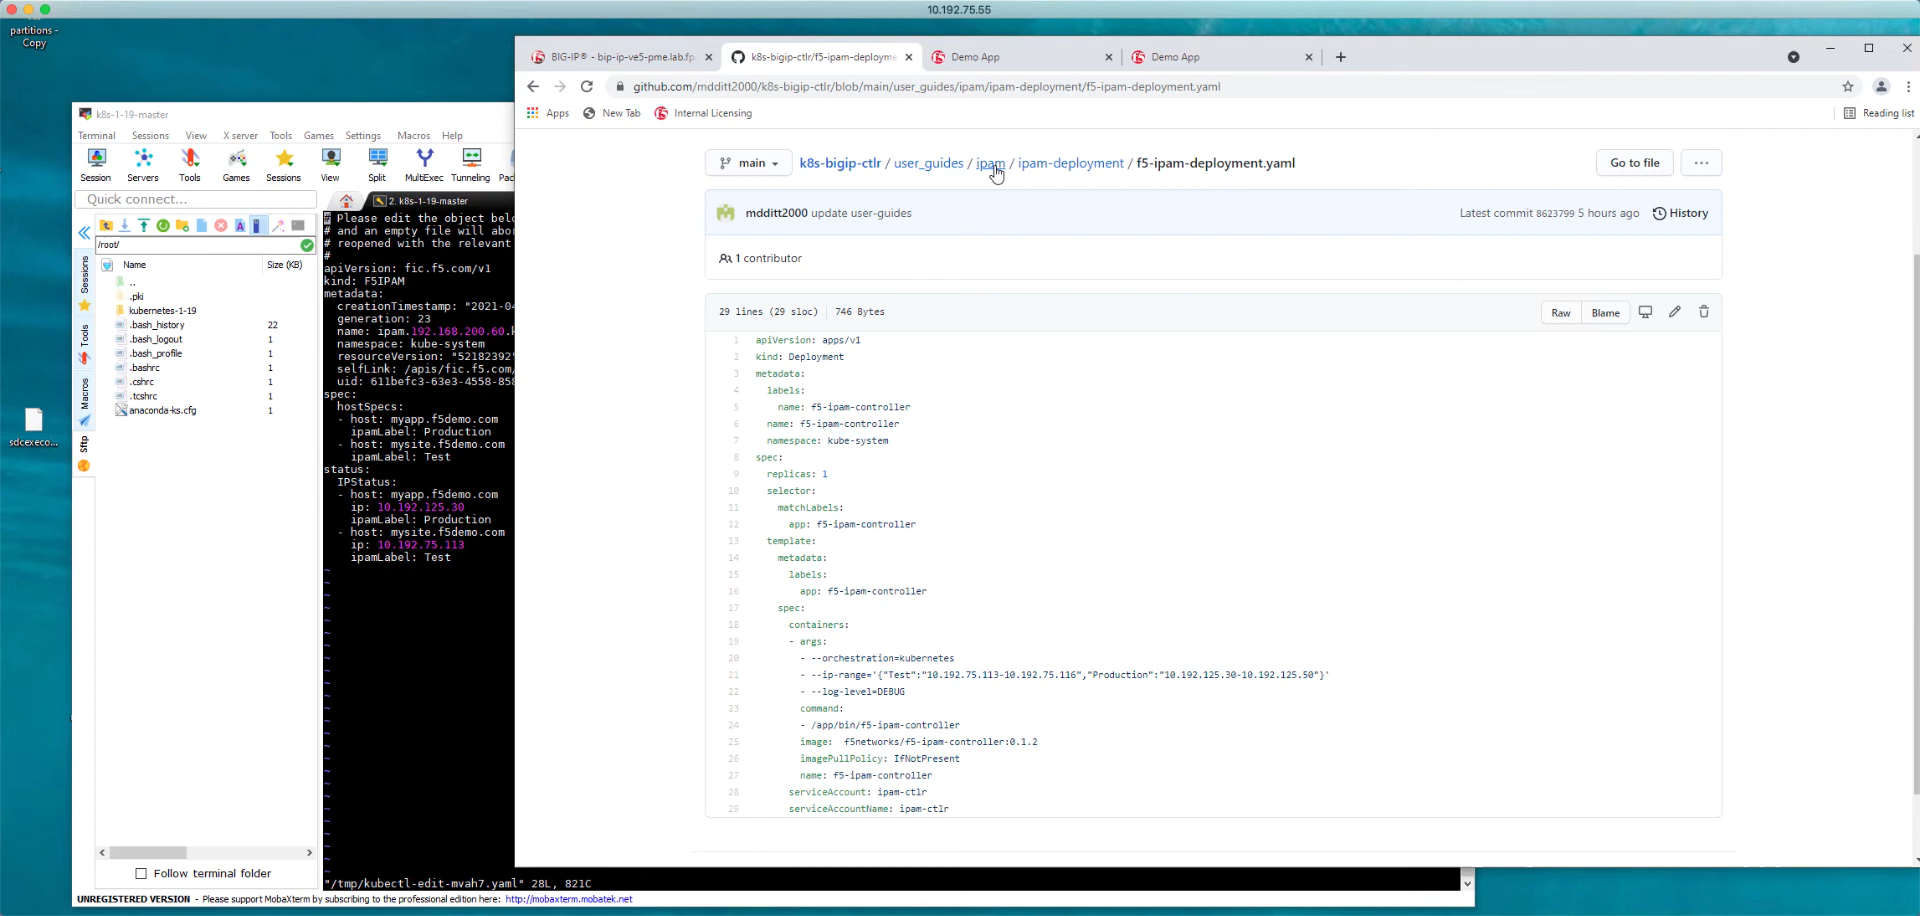 10.192.75.55
partitions -
Copy
sdcexeco...
k8s-1-19-master
Terminal Sessions View X server Tools Games Settings Macros Help
Session Servers Tools Games Sessions View Split MultiExec Tunneling
Quick connect...
2. k8s-1-19-master
/root/
Name Size (KB)
..
.pki
kubernetes-1-19
.bash_history 22
.bash_logout 1
.bash_profile 1
.bashrc 1
.cshrc 1
.tcshrc 1
anaconda-ks.cfg 1
Sessions
Tools
Macros
Sftp
Follow terminal folder
# Please edit the object
# and an empty file will
# reopened with the relevant
#
apiVersion: fic.f5.com/v1
kind: F5IPAM
metadata:
creationTimestamp: "2021-04
generation: 23
name: ipam.192.168.200.60.
namespace: kube-system
resourceVersion: "52182392"
selfLink: /apis/fic.f5.com/
uid: 611befc3-63e3-4558-858
spec:
hostSpecs:
- host: myapp.f5demo.com
ipamLabel: Production
- host: mysite.f5demo.com
ipamLabel: Test
status:
IPStatus:
- host: myapp.f5demo.com
ip: 10.192.125.30
ipamLabel: Production
- host: mysite.f5demo.com
ip: 10.192.75.113
ipamLabel: Test
~
"/tmp/kubectl-edit-mvah7.yaml" 28L, 821C
UNREGISTERED VERSION - Please support MobaXterm by subscribing to the professional edition here: http://mobaxterm.mobatek.net
BIG-IP® - bip-ip-ve5-pme.lab.fp
k8s-bigip-ctlr/f5-ipam-deployme
Demo App
Demo App
github.com/mdditt2000/k8s-bigip-ctlr/blob/main/user_guides/ipam/ipam-deployment/f5-ipam-deployment.yaml
Apps New Tab Internal Licensing Reading list
main
k8s-bigip-ctlr / user_guides / ipam / ipam-deployment / f5-ipam-deployment.yaml
Go to file ...
mdditt2000 update user-guides Latest commit 8623799 5 hours ago History
1 contributor
29 lines (29 sloc) 746 Bytes Raw Blame
1 apiVersion: apps/v1
2 kind: Deployment
3 metadata:
4 labels:
5 name: f5-ipam-controller
6 name: f5-ipam-controller
7 namespace: kube-system
8 spec:
9 replicas: 1
10 selector:
11 matchLabels:
12 app: f5-ipam-controller
13 template:
14 metadata:
15 labels:
16 app: f5-ipam-controller
17 spec:
18 containers:
19 - args:
20 - --orchestration=kubernetes
21 - --ip-range='{"Test":"10.192.75.113-10.192.75.116","Production":"10.192.125.30-10.192.125.50"}'
22 - --log-level=DEBUG
23 command:
24 - /app/bin/f5-ipam-controller
25 image: f5networks/f5-ipam-controller:0.1.2
26 imagePullPolicy: IfNotPresent
27 name: f5-ipam-controller
28 serviceAccount: ipam-ctlr
29 serviceAccountName: ipam-ctlr